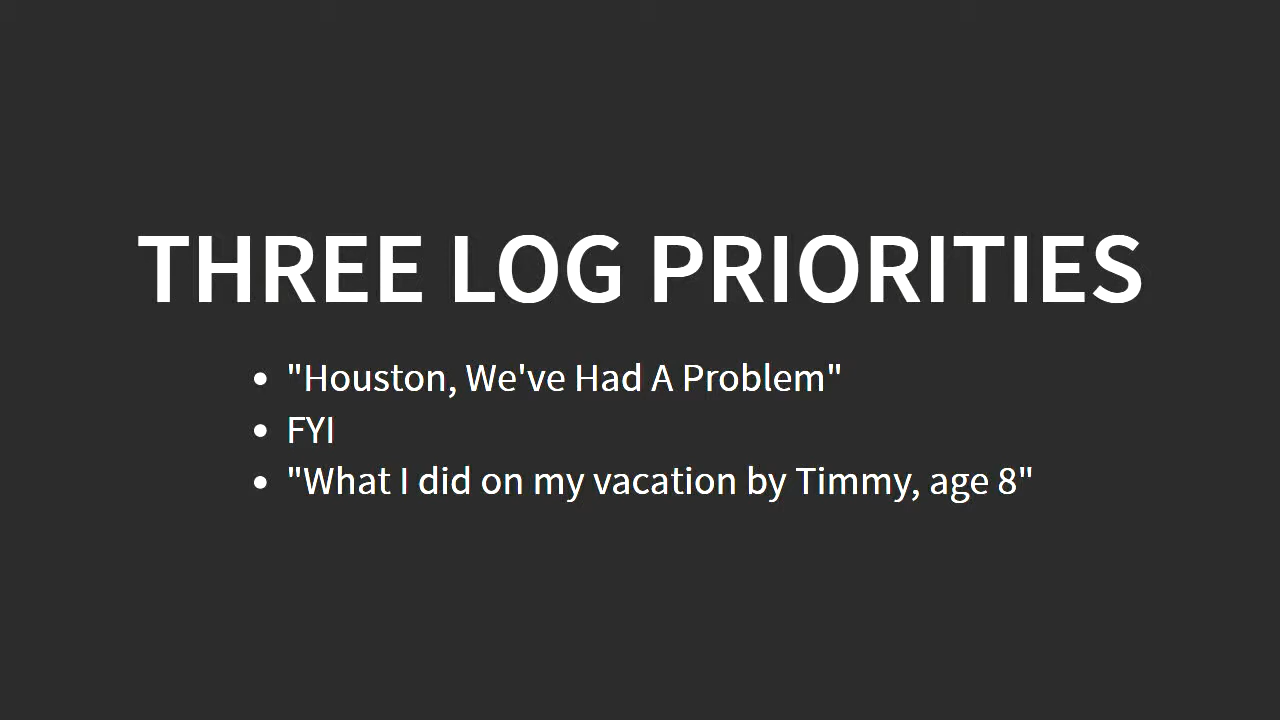 THREE LOG PRIORITIES
• "Houston, We've Had A Problem"
• FYI
• "What I did on my vacation by Timmy, age 8"